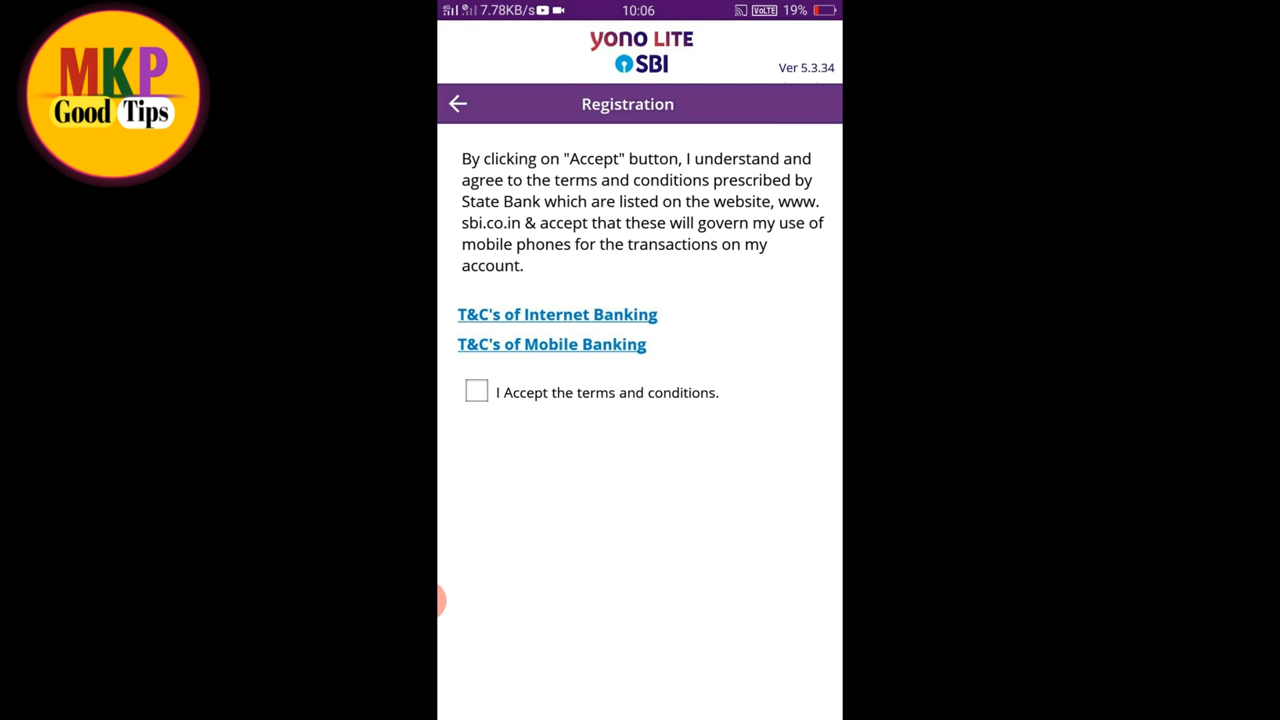 MKP
Good Tips
7.78KB/s
10:06
VoLTE
19%
yono LITE
SBI
Ver 5.3.34
Registration
By clicking on "Accept" button, I understand and
agree to the terms and conditions prescribed by
State Bank which are listed on the website, www.
sbi.co.in & accept that these will govern my use of
mobile phones for the transactions on my
account.
T&C's of Internet Banking
T&C's of Mobile Banking
I Accept the terms and conditions.